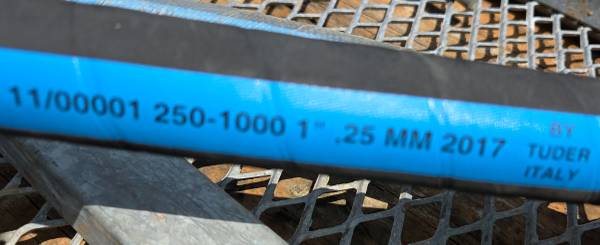 11/00001 250-1000 1" .25 MM 2017
BY
TUDER
ITALY